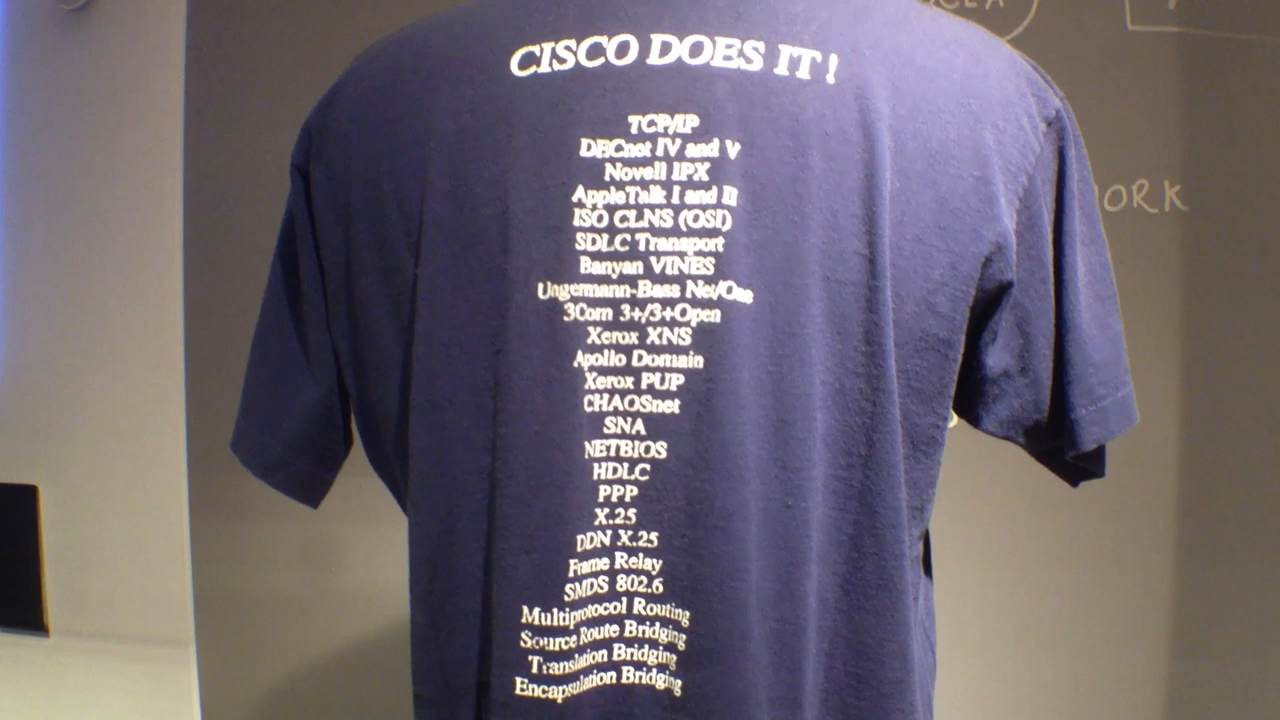 CISCO DOES IT!
TCP/IP
DECnet IV and V
Novell IPX
AppleTalk I and II
ISO CLNS (OSI)
SDLC Transport
Banyan VINES
Ungermann-Bass Net/One
3Com 3+/3+Open
Xerox XNS
Apollo Domain
Xerox PUP
CHAOSnet
SNA
NETBIOS
HDLC
PPP
X.25
DDN X.25
Frame Relay
SMDS 802.6
Multiprotocol Routing
Source Route Bridging
Translation Bridging
Encapsulation Bridging
ORK